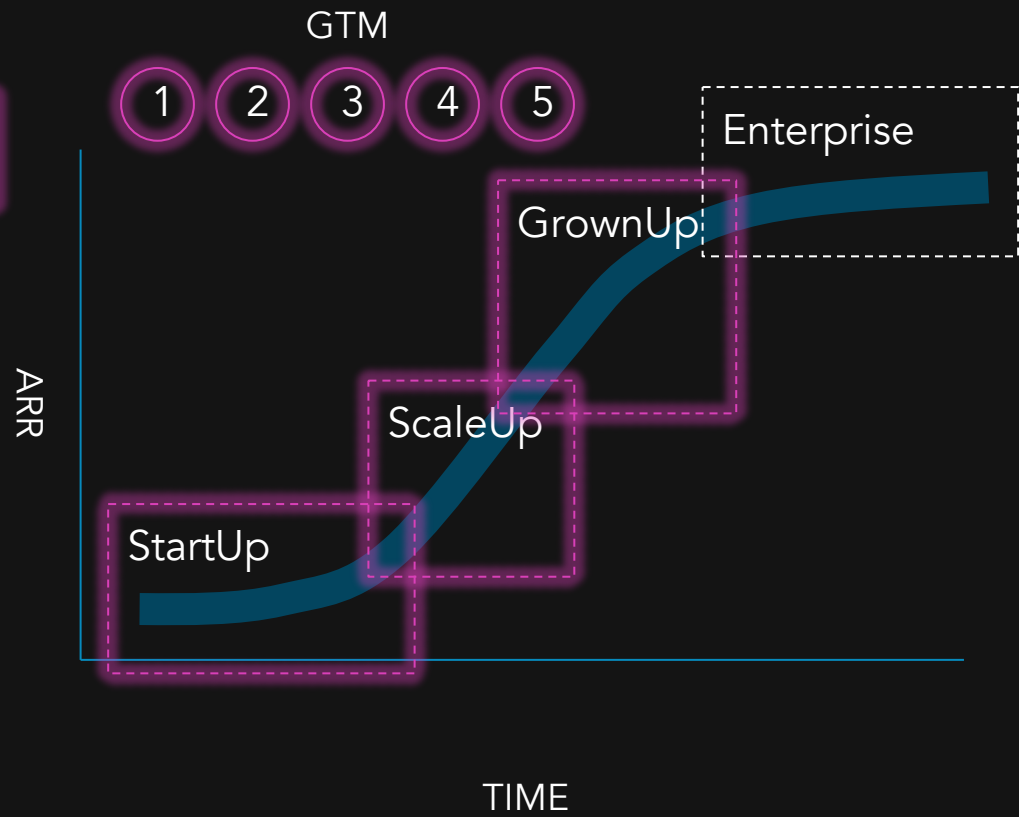 GTM
1 2 3 4 5
Enterprise
GrownUp
ScaleUp
StartUp
ARR
TIME